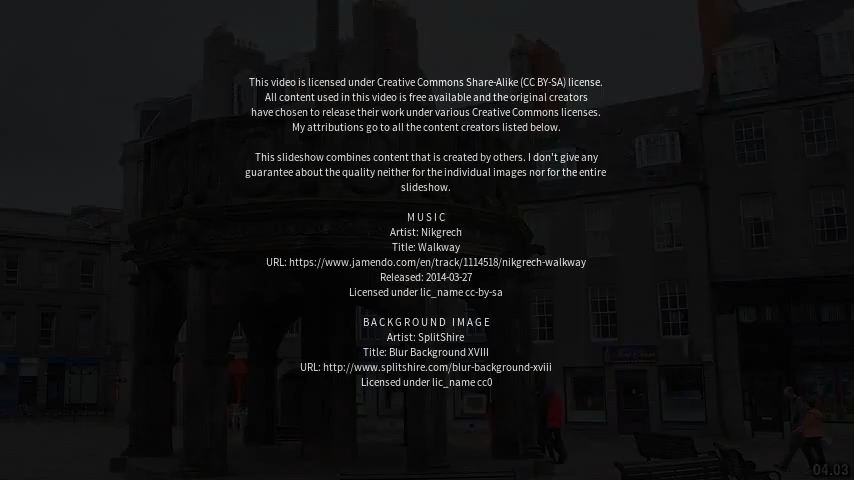 This video is licensed under Creative Commons Share-Alike (CC BY-SA) license.
All content used in this video is free available and the original creators
have chosen to release their work under various Creative Commons licenses.
My attributions go to all the content creators listed below.
This slideshow combines content that is created by others. I don't give any
guarantee about the quality neither for the individual images nor for the entire
slideshow.
MUSIC
Artist: Nikgrech
Title: Walkway
URL: https://www.jamendo.com/en/track/1114518/nikgrech-walkway
Released: 2014-03-27
Licensed under lic_name cc-by-sa
BACKGROUND IMAGE
Artist: SplitShire
Title: Blur Background XVIII
URL: http://www.splitshire.com/blur-background-xviii
Licensed under lic_name cc0
04.03